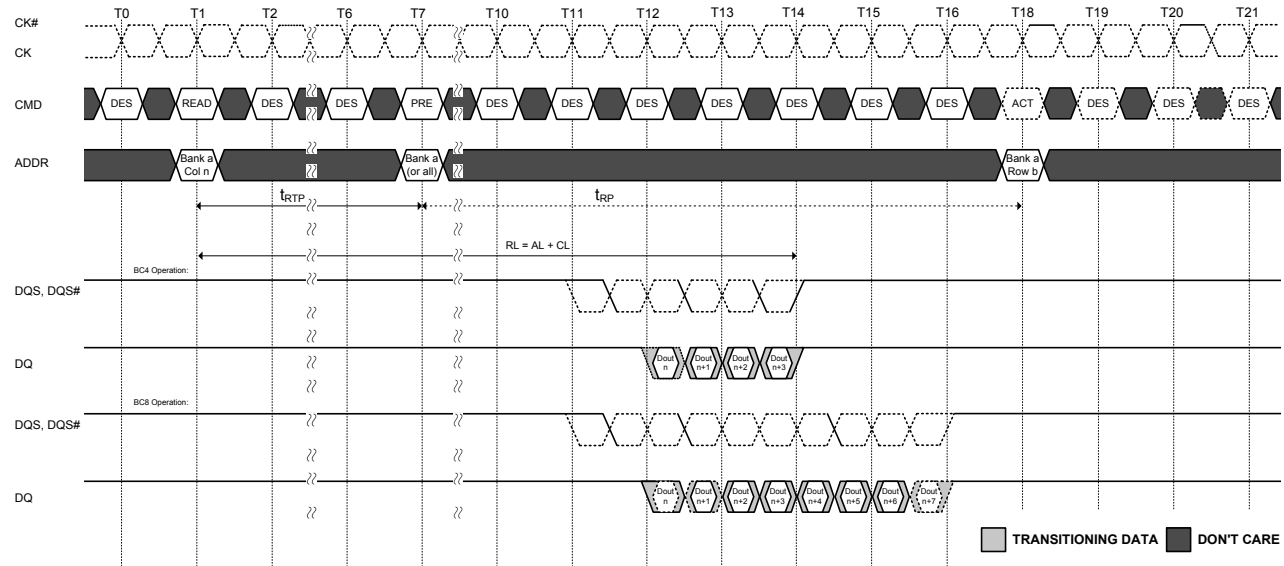 T0 T1 T2 T6 T7 T10 T11 T12 T13 T14 T15 T16 T18 T19 T20 T21
CK#
CK
CMD DES READ DES DES PRE DES DES DES DES DES DES DES ACT DES DES DES
ADDR
Bank a
Col n
Bank a
(or all)
Bank a
Row b
tRTP tRP
RL = AL + CL
BC4 Operation:
DQS, DQS#
DQ
Dout
n
Dout
n+1
Dout
n+2
Dout
n+3
BC8 Operation:
DQS, DQS#
DQ
Dout
n
Dout
n+1
Dout
n+2
Dout
n+3
Dout
n+4
Dout
n+5
Dout
n+6
Dout
n+7
TRANSITIONING DATA DON'T CARE